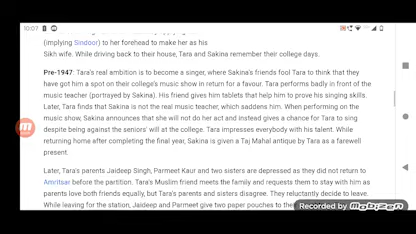 10:07
(implying Sindoor) to her forehead to make her as his
Sikh wife. While driving back to their house, Tara and Sakina remember their college days.
Pre-1947: Tara's real ambition is to become a singer, where Sakina's friends fool Tara to think that they
have got him a spot on their college's music show in return for a favour. Tara performs badly in front of the
music teacher (portrayed by Sakina). His friend gives him tablets that help him to prove his singing skills.
Later, Tara finds that Sakina is not the real music teacher, which saddens him. When performing on the
music show, Sakina announces that she will not do her act and instead gives a chance for Tara to sing
despite being against the seniors' will at the college. Tara impresses everybody with his talent. While
returning home after completing the final year, Sakina is given a Taj Mahal antique by Tara as a farewell
present.
Later, Tara's parents Jaideep Singh, Parmeet Kaur and two sisters are depressed as they did not return to
Amritsar before the partition. Tara's Muslim friend meets the family and requests them to stay with him as
parents love both friends equally, but Tara's parents and sisters disagree. They reluctantly decide to leave.
While leaving for the station, Jaideep and Parmeet give two paper pouches to the
Recorded by Mobizen